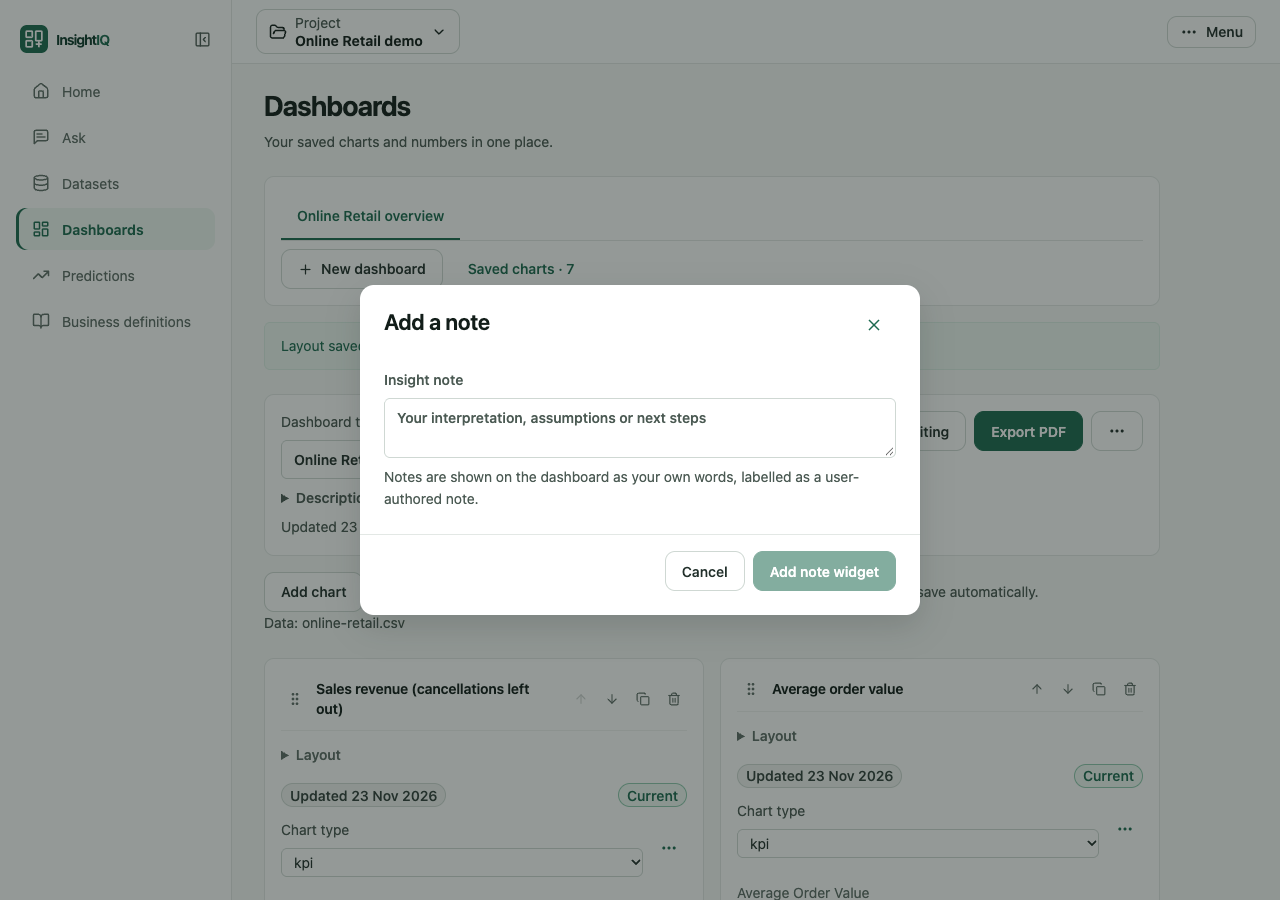 InsightIQ
Project
Online Retail demo
Menu
Home
Ask
Datasets
Dashboards
Predictions
Business definitions
Dashboards
Your saved charts and numbers in one place.
Online Retail overview
New dashboard
Saved charts · 7
Layout saved
Add a note
Insight note
Your interpretation, assumptions or next steps
Notes are shown on the dashboard as your own words, labelled as a user-
authored note.
Cancel
Add note widget
Dashboard t
Online Ret
Descriptio
Updated 23
iting
Export PDF
Add chart
save automatically.
Data: online-retail.csv
Sales revenue (cancellations left
out)
Layout
Updated 23 Nov 2026
Current
Chart type
kpi
Average order value
Layout
Updated 23 Nov 2026
Current
Chart type
kpi
Average Order Value